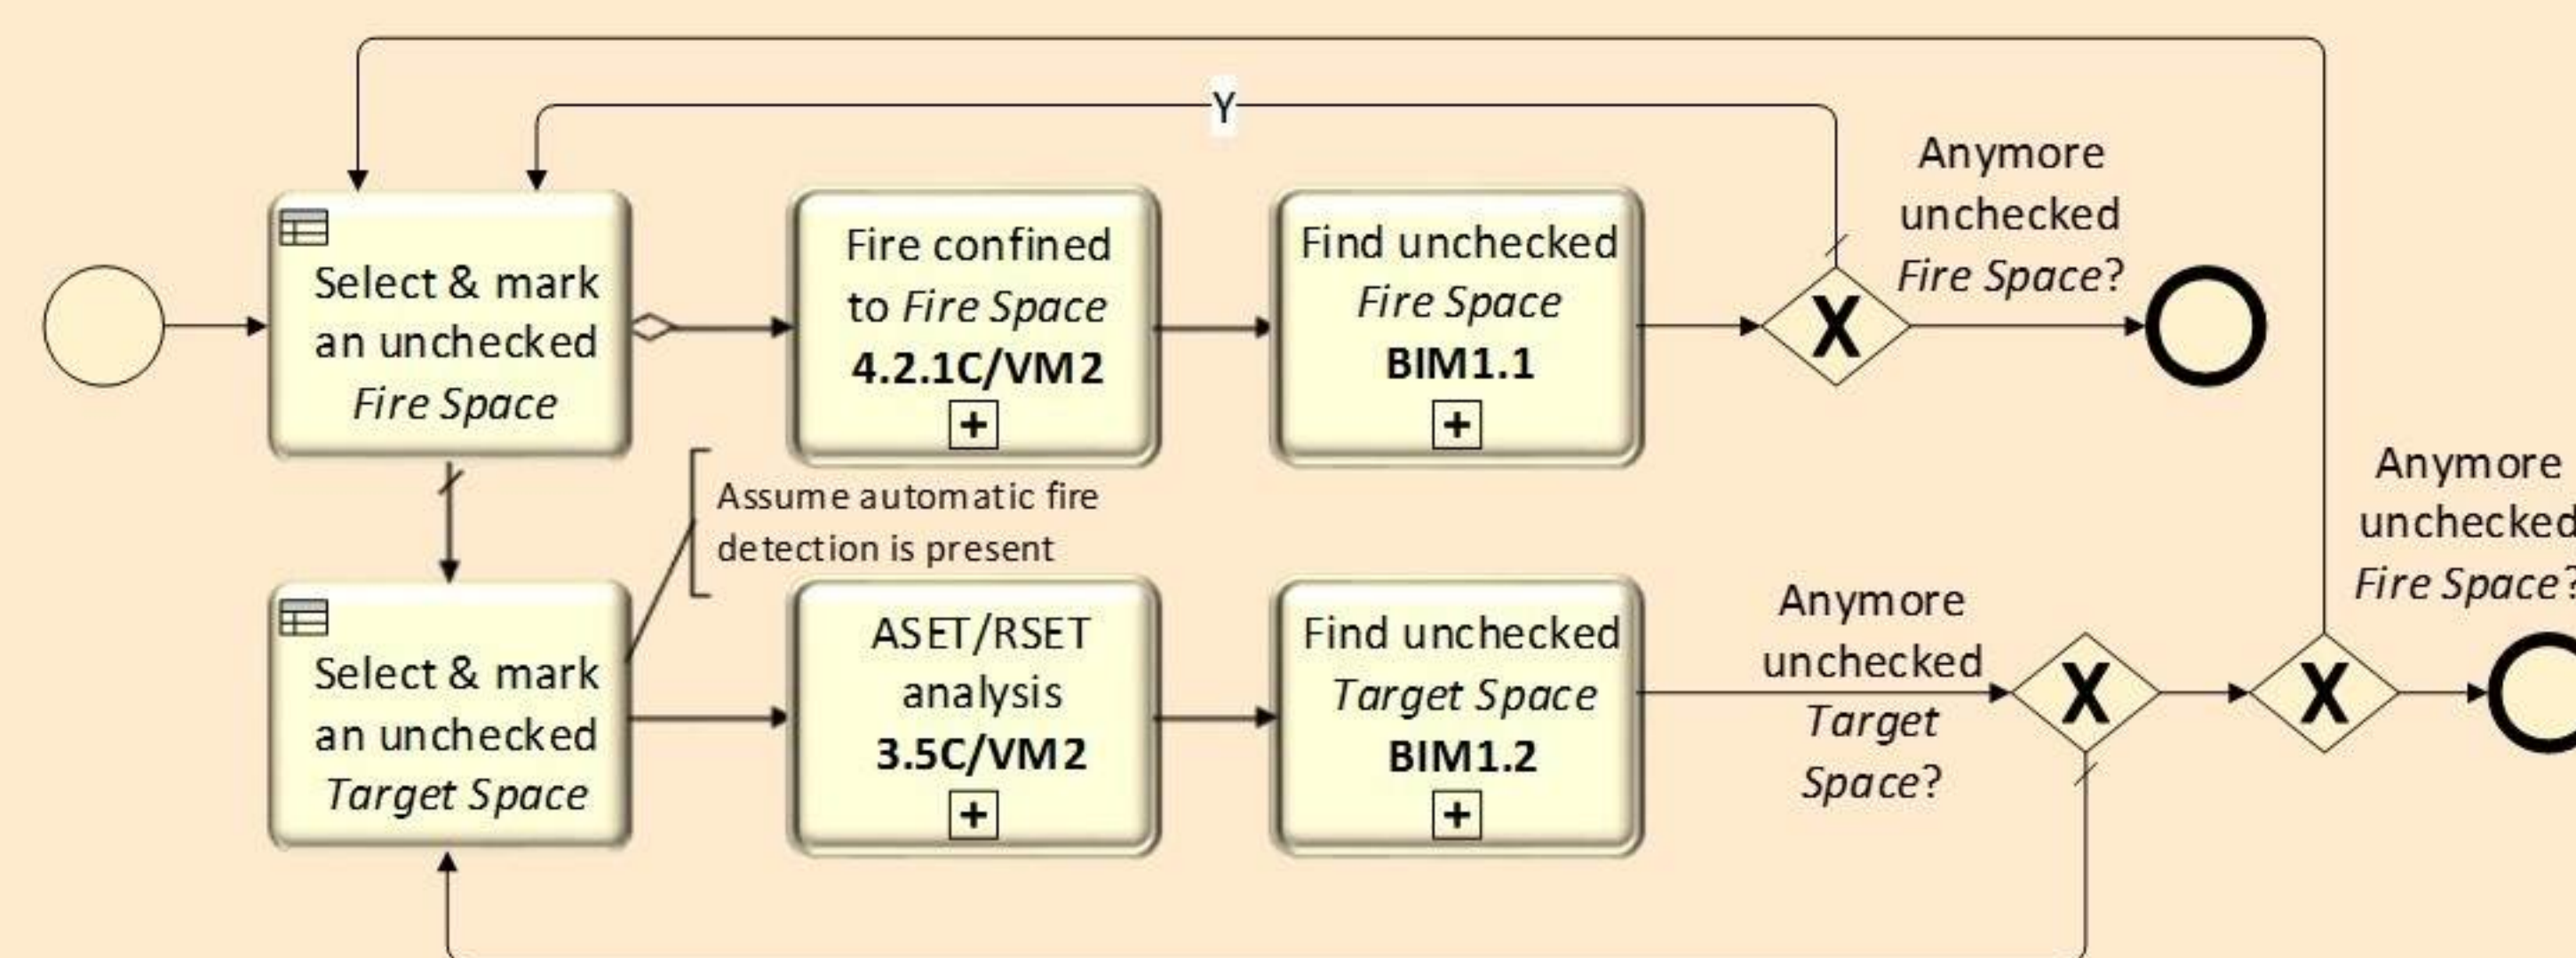 Y
Anymore
unchecked
Fire Space?
Select & mark
an unchecked
Fire Space
Fire confined
to Fire Space
4.2.1C/VM2
+
Find unchecked
Fire Space
BIM1.1
+
X
Assume automatic fire
detection is present
Anymore
unchecked
Fire Space?
Select & mark
an unchecked
Target Space
ASET/RSET
analysis
3.5C/VM2
+
Find unchecked
Target Space
BIM1.2
+
Anymore
unchecked
Target
Space?
X
X